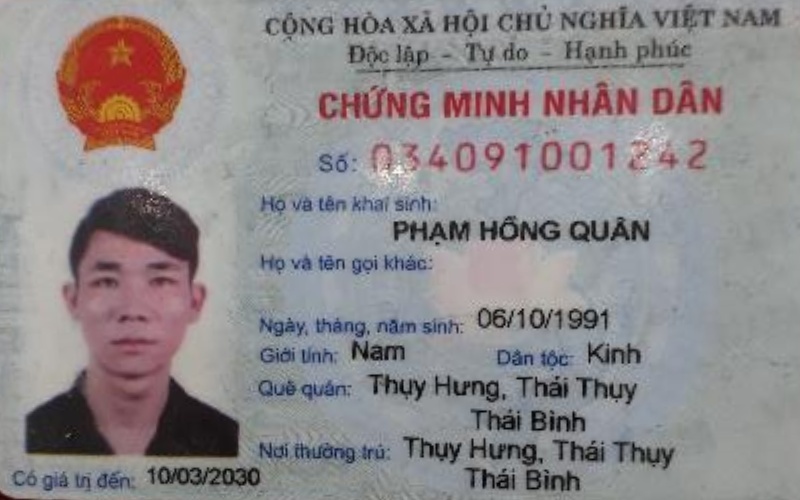 CỘNG HÒA XÃ HỘI CHỦ NGHĨA VIỆT NAM
Độc lập - Tự do - Hạnh phúc
CHỨNG MINH NHÂN DÂN
Số: 034091001242
Họ và tên khai sinh:
PHẠM HỒNG QUÂN
Họ và tên gọi khác:
Ngày, tháng, năm sinh: 06/10/1991
Giới tính: Nam Dân tộc: Kinh
Quê quán: Thụy Hưng, Thái Thụy
Thái Bình
Nơi thường trú: Thụy Hưng, Thái Thụy
Thái Bình
Có giá trị đến: 10/03/2030